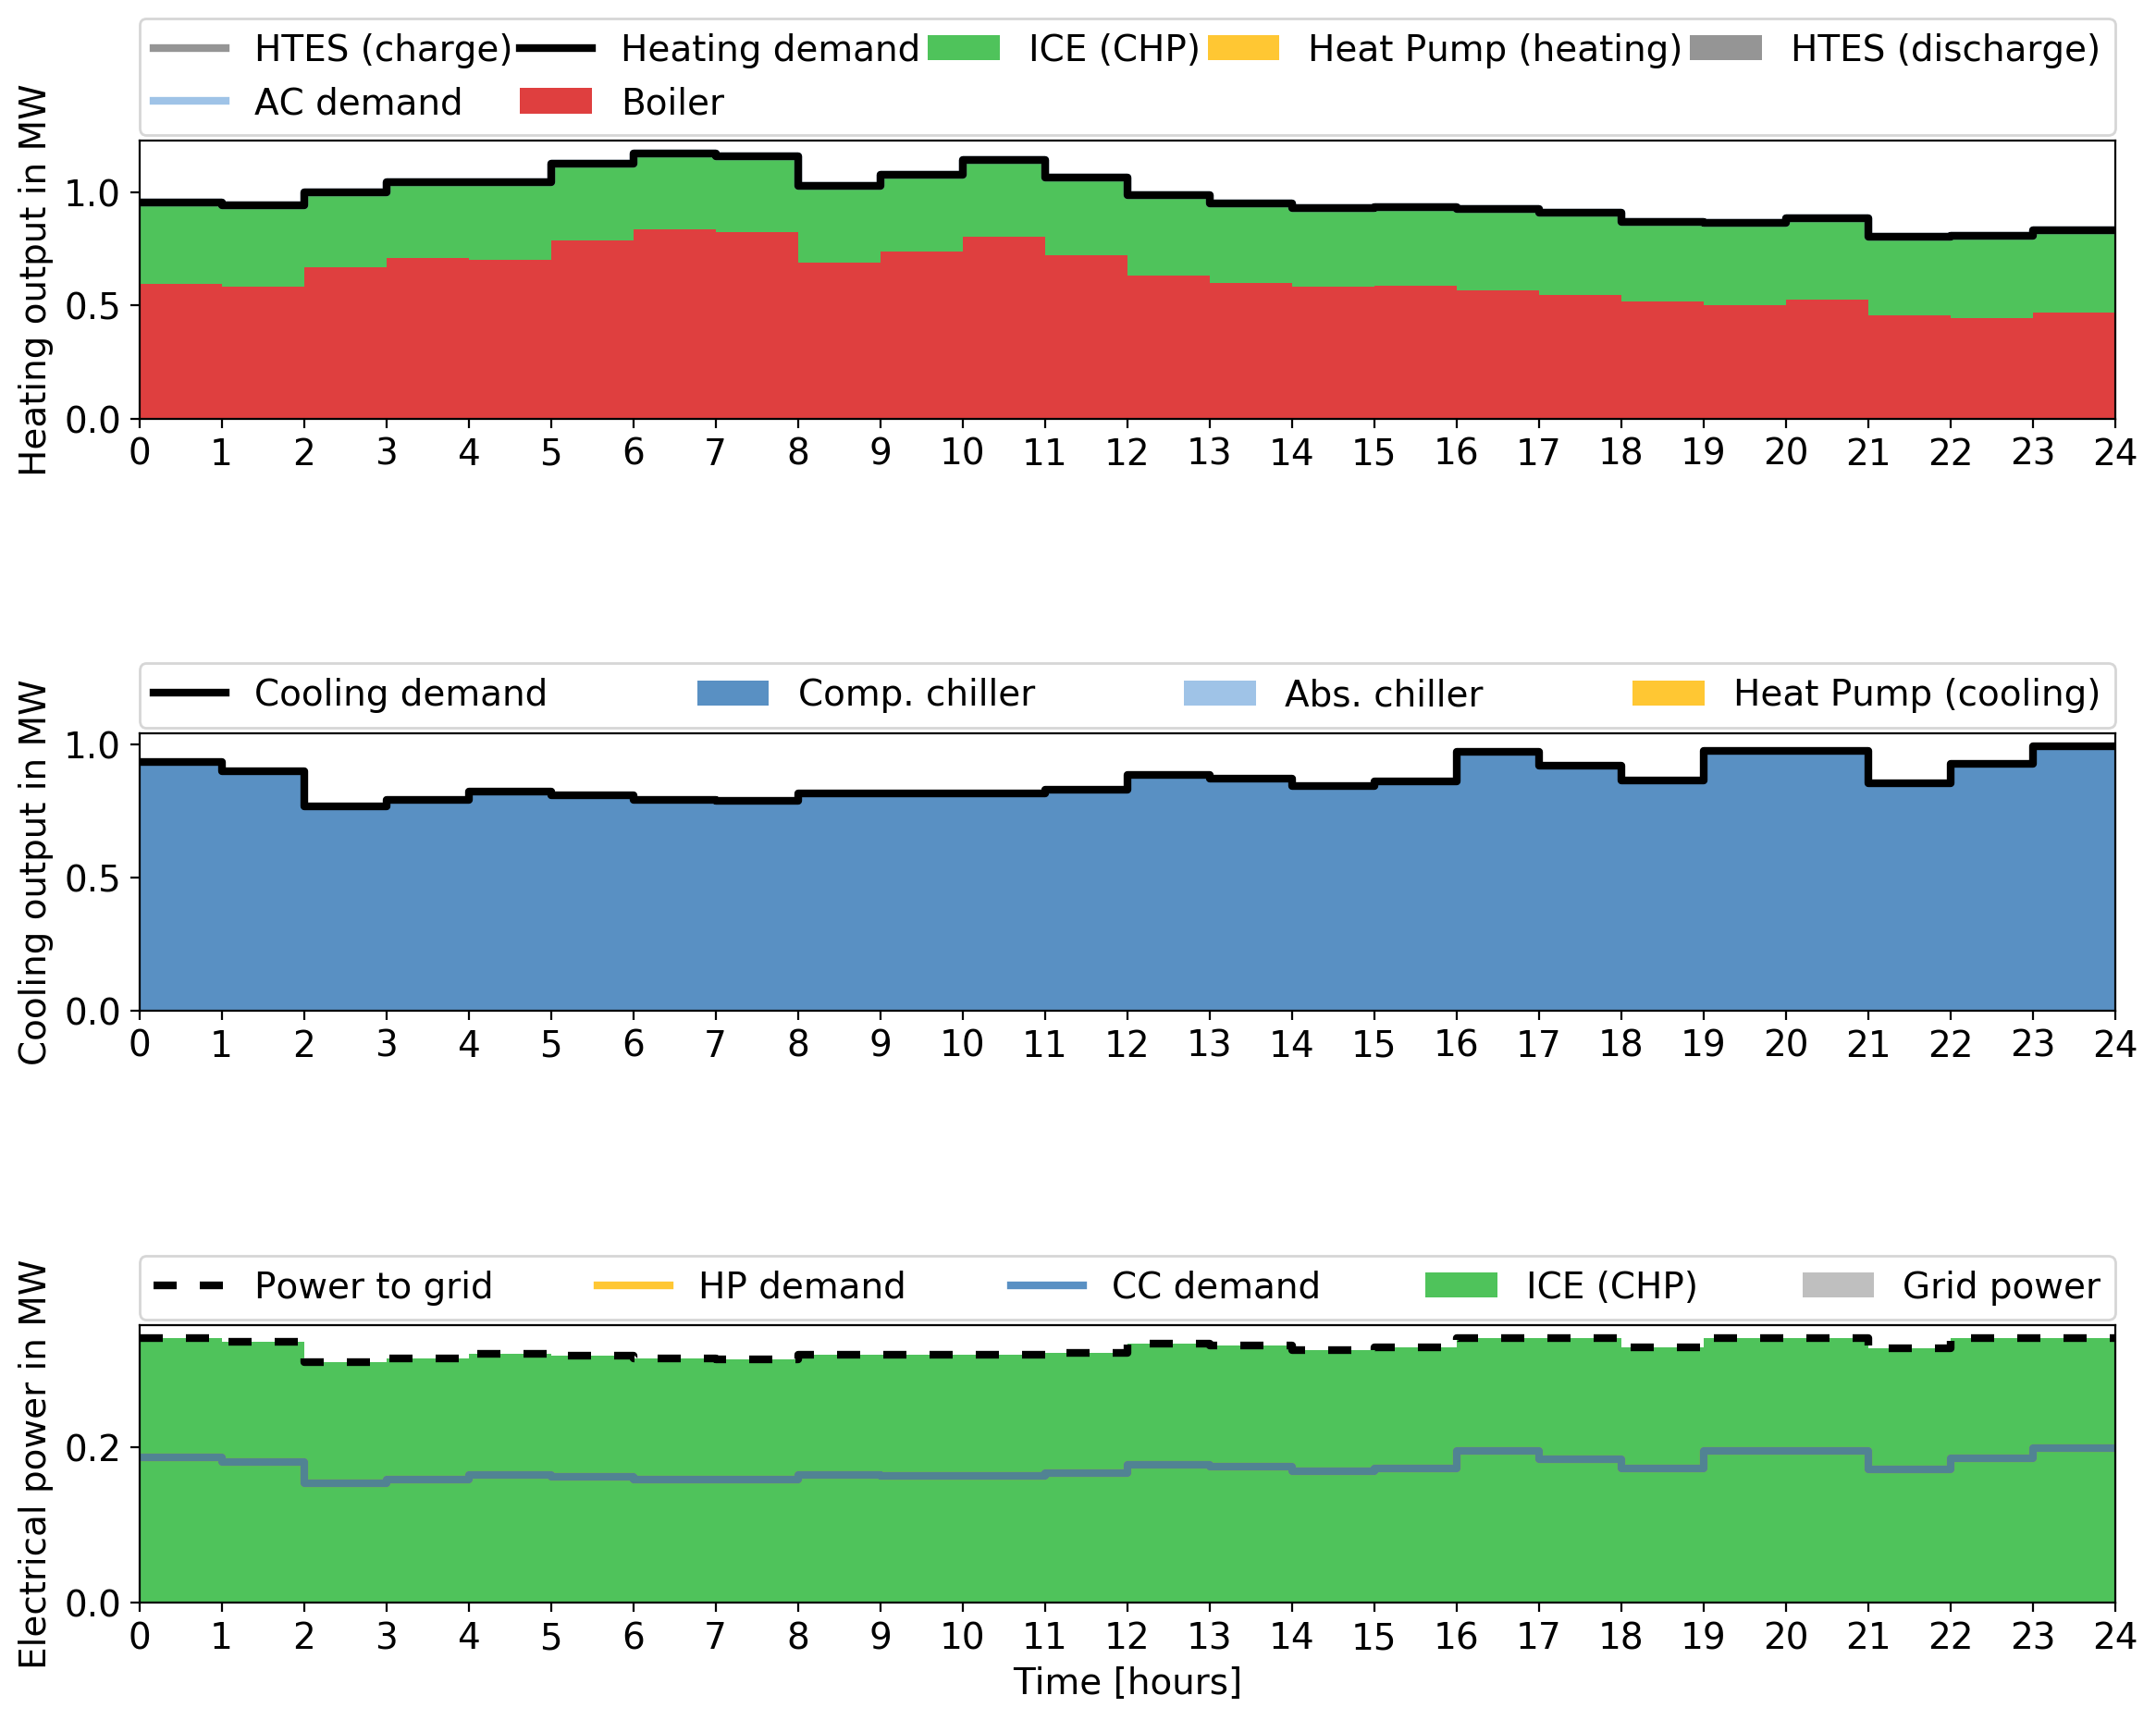 HTES (charge) Heating demand ICE (CHP) Heat Pump (heating) HTES (discharge)
AC demand Boiler
Heating output in MW
1.0
0.5
0.0
0 1 2 3 4 5 6 7 8 9 10 11 12 13 14 15 16 17 18 19 20 21 22 23 24
Cooling demand Comp. chiller Abs. chiller Heat Pump (cooling)
Cooling output in MW
1.0
0.5
0.0
0 1 2 3 4 5 6 7 8 9 10 11 12 13 14 15 16 17 18 19 20 21 22 23 24
Power to grid HP demand CC demand ICE (CHP) Grid power
Electrical power in MW
0.2
0.0
0 1 2 3 4 5 6 7 8 9 10 11 12 13 14 15 16 17 18 19 20 21 22 23 24
Time [hours]